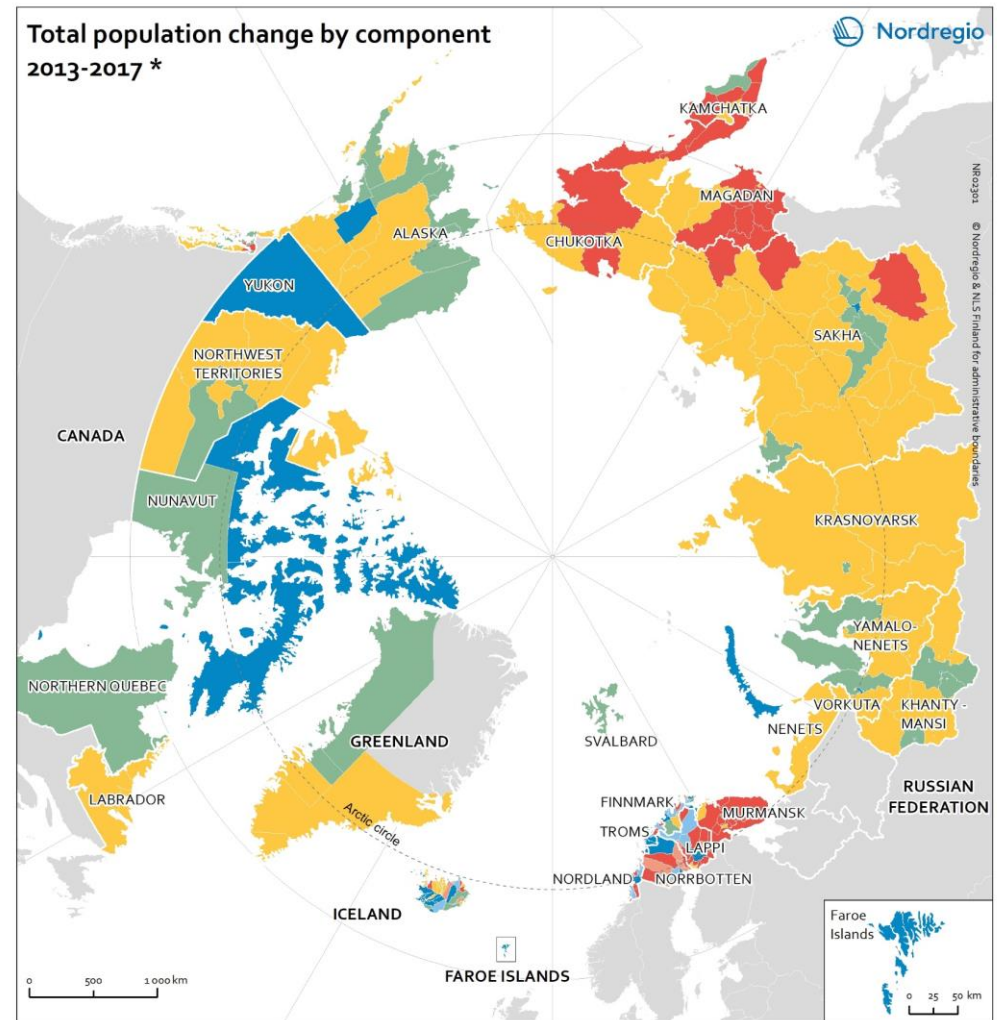 Total population change by component
2013-2017 *
Nordregio
KAMCHATKA
MAGADAN
ALASKA
CHUKOTKA
YUKON
SAKHA
NORTHWEST
TERRITORIES
CANADA
NUNAVUT
KRASNOYARSK
YAMALO-
NENETS
NORTHERN QUEBEC
VORKUTA
KHANTY -
MANSI
NENETS
SVALBARD
GREENLAND
RUSSIAN
FEDERATION
LABRADOR
FINNMARK
MURMANSK
TROMS
Arctic circle
LAPPI
NORDLAND
NORRBOTTEN
ICELAND
Faroe
Islands
FAROE ISLANDS
0 500 1 000 km
0 25 50 km
NR02301 © Nordregio & NLS Finland for administrative boundaries